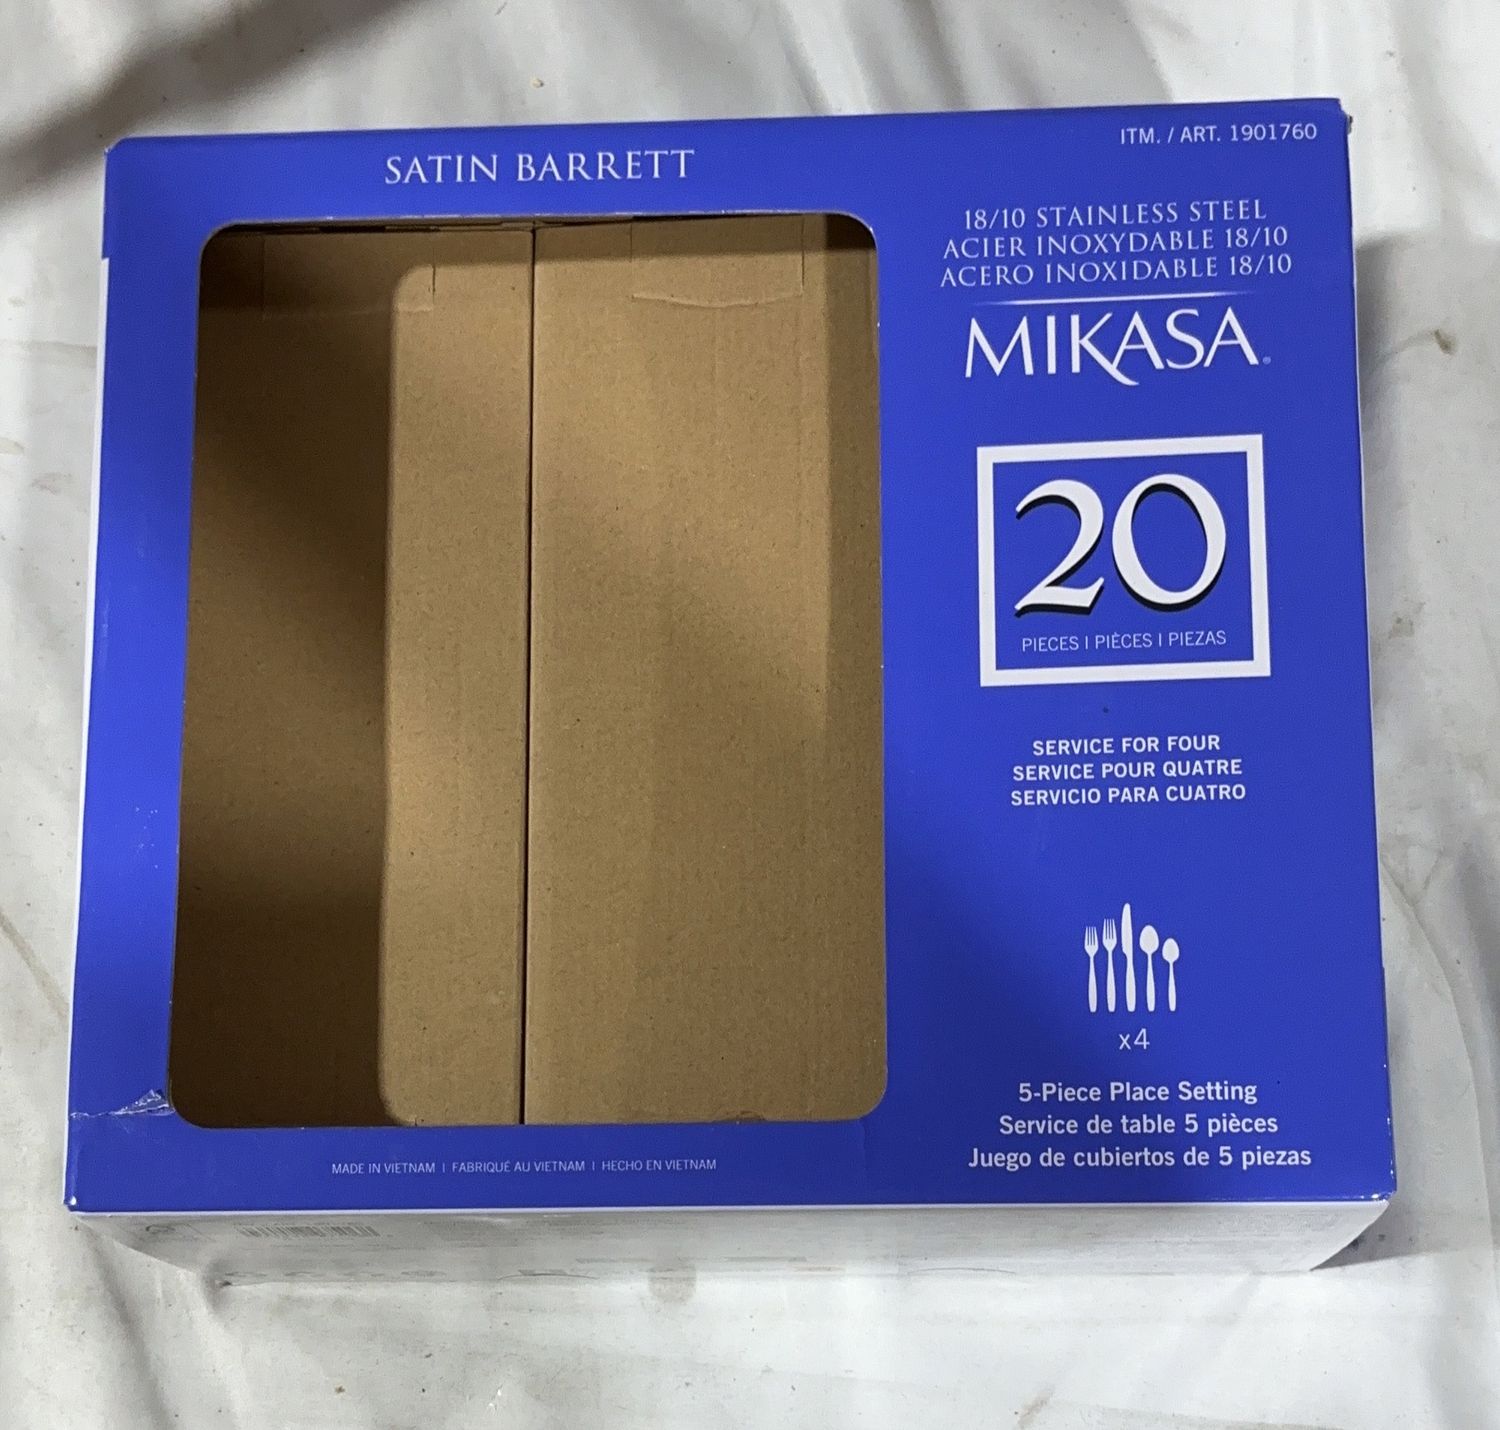 SATIN BARRETT
ITM. / ART. 1901760
18/10 STAINLESS STEEL
ACIER INOXYDABLE 18/10
ACERO INOXIDABLE 18/10
MIKASA®
20
PIECES | PIÈCES | PIEZAS
SERVICE FOR FOUR
SERVICE POUR QUATRE
SERVICIO PARA CUATRO
x4
5-Piece Place Setting
Service de table 5 pièces
Juego de cubiertos de 5 piezas
MADE IN VIETNAM | FABRIQUÉ AU VIETNAM | HECHO EN VIETNAM